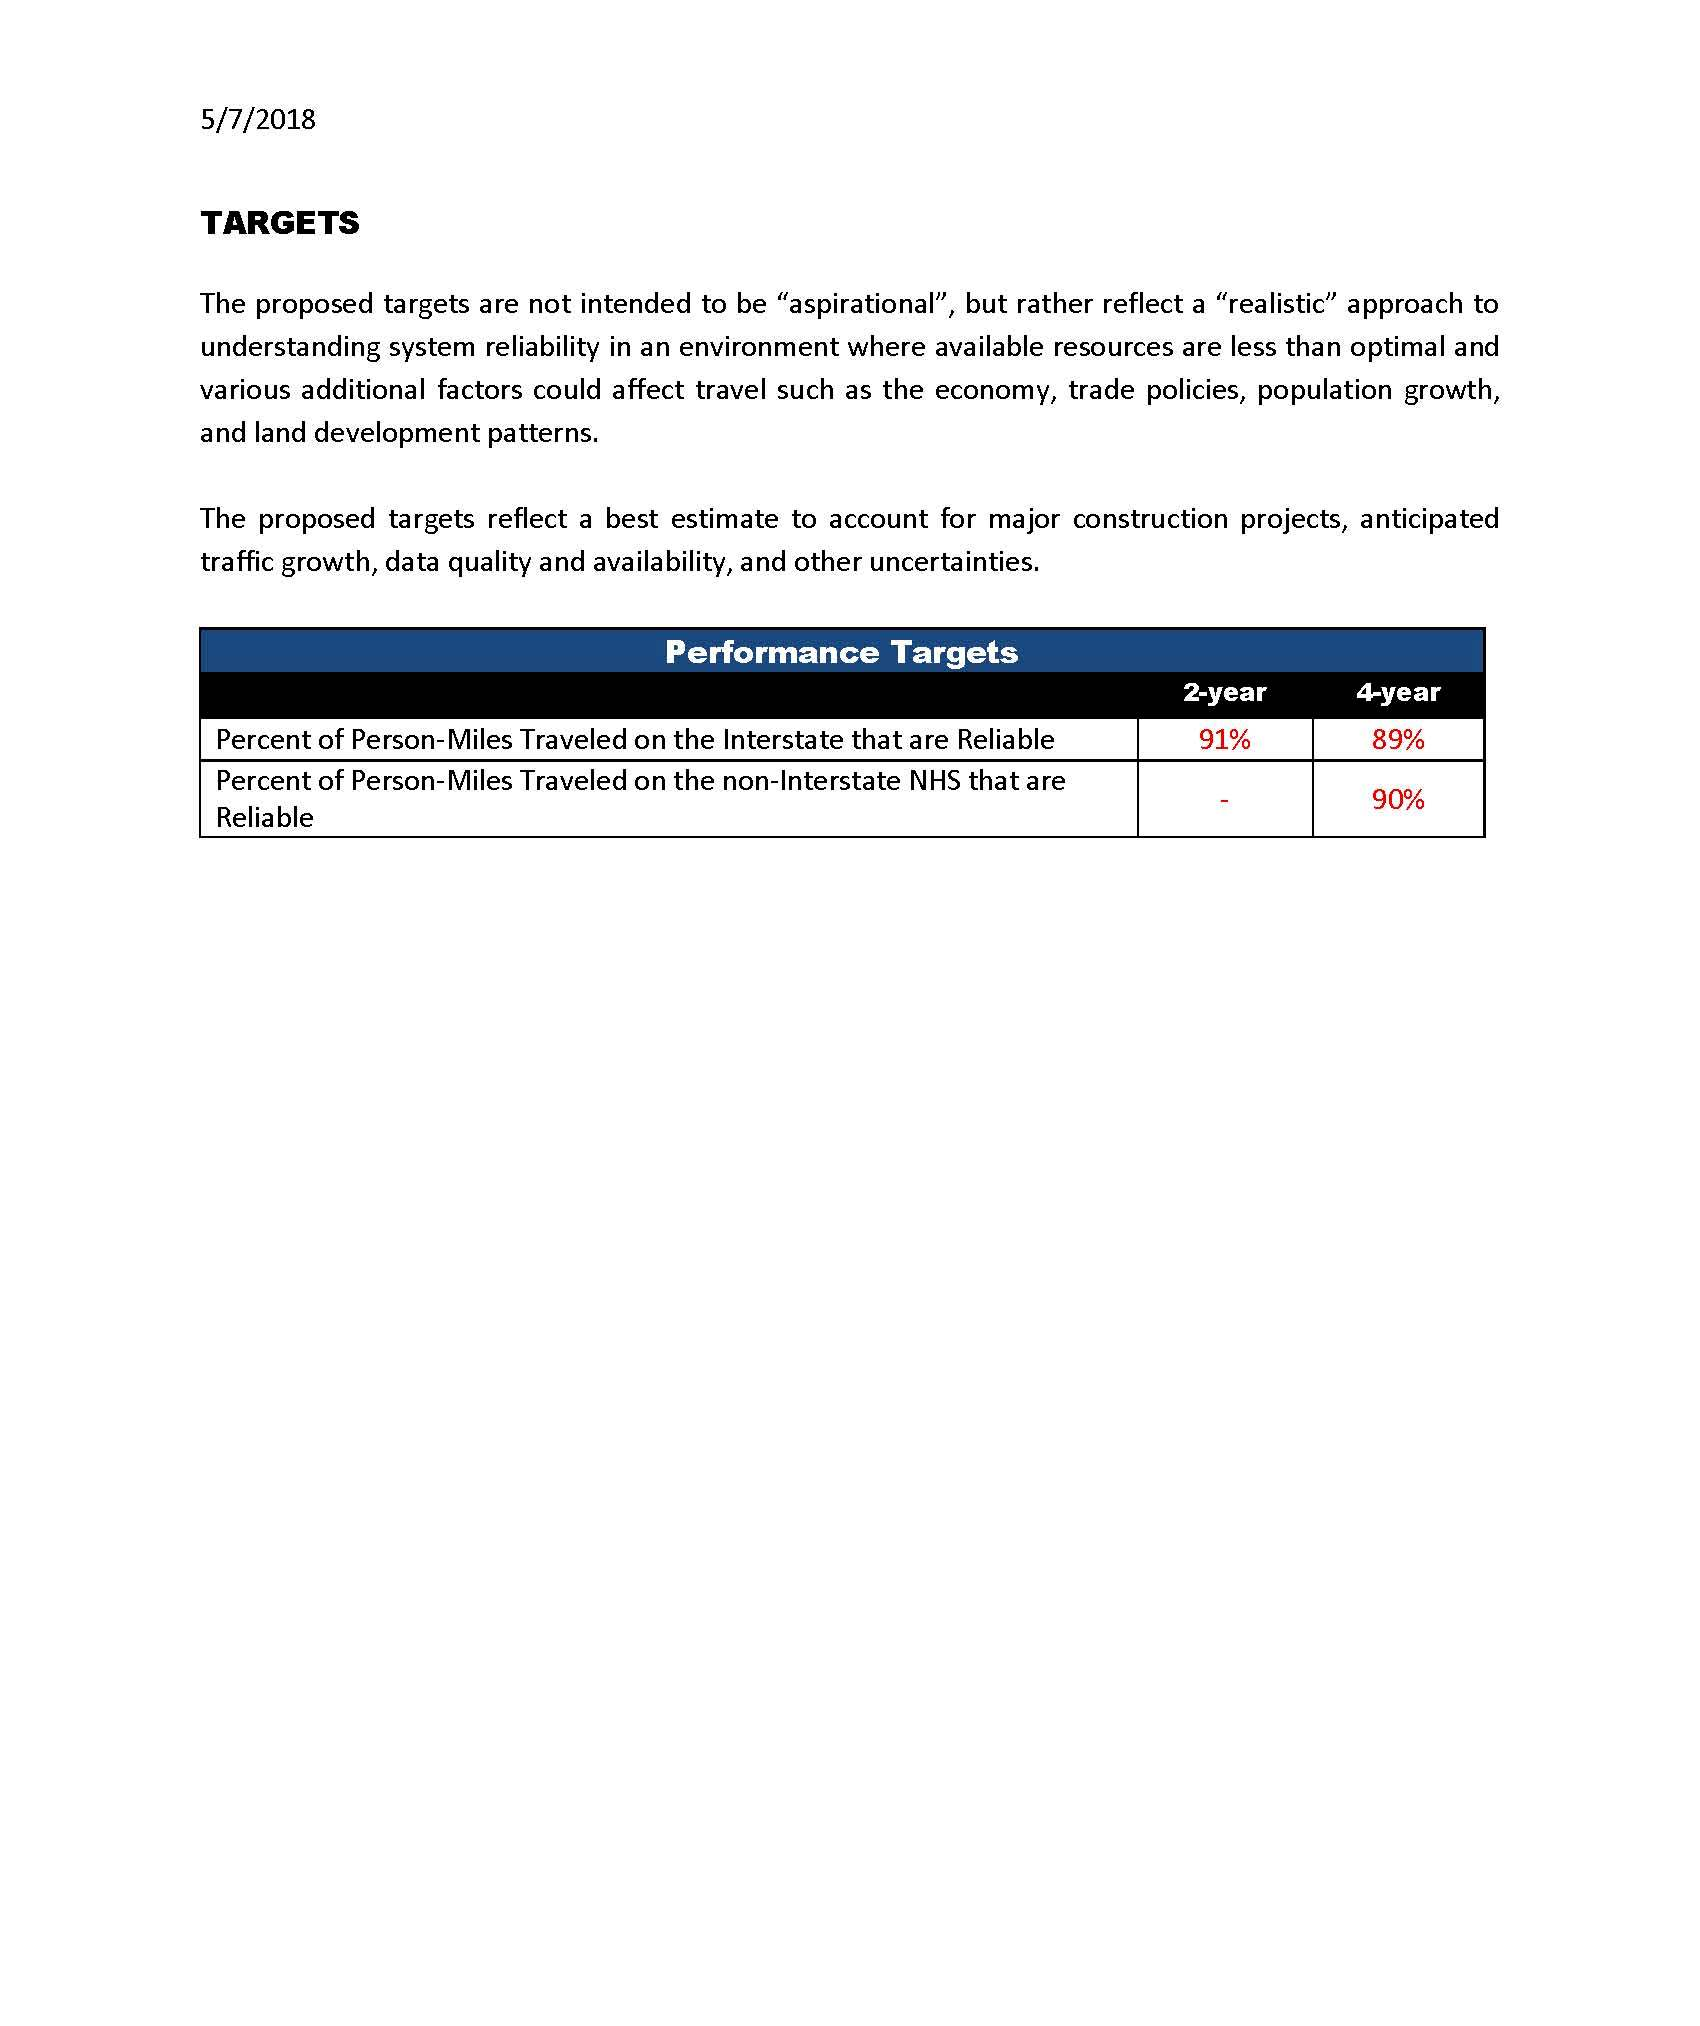 5/7/2018
TARGETS
The proposed targets are not intended to be “aspirational”, but rather reflect a “realistic” approach to
understanding system reliability in an environment where available resources are less than optimal and
various additional factors could affect travel such as the economy, trade policies, population growth,
and land development patterns.
The proposed targets reflect a best estimate to account for major construction projects, anticipated
traffic growth, data quality and availability, and other uncertainties.
Performance Targets
2-year 4-year
Percent of Person-Miles Traveled on the Interstate that are Reliable 91% 89%
Percent of Person-Miles Traveled on the non-Interstate NHS that are
Reliable - 90%